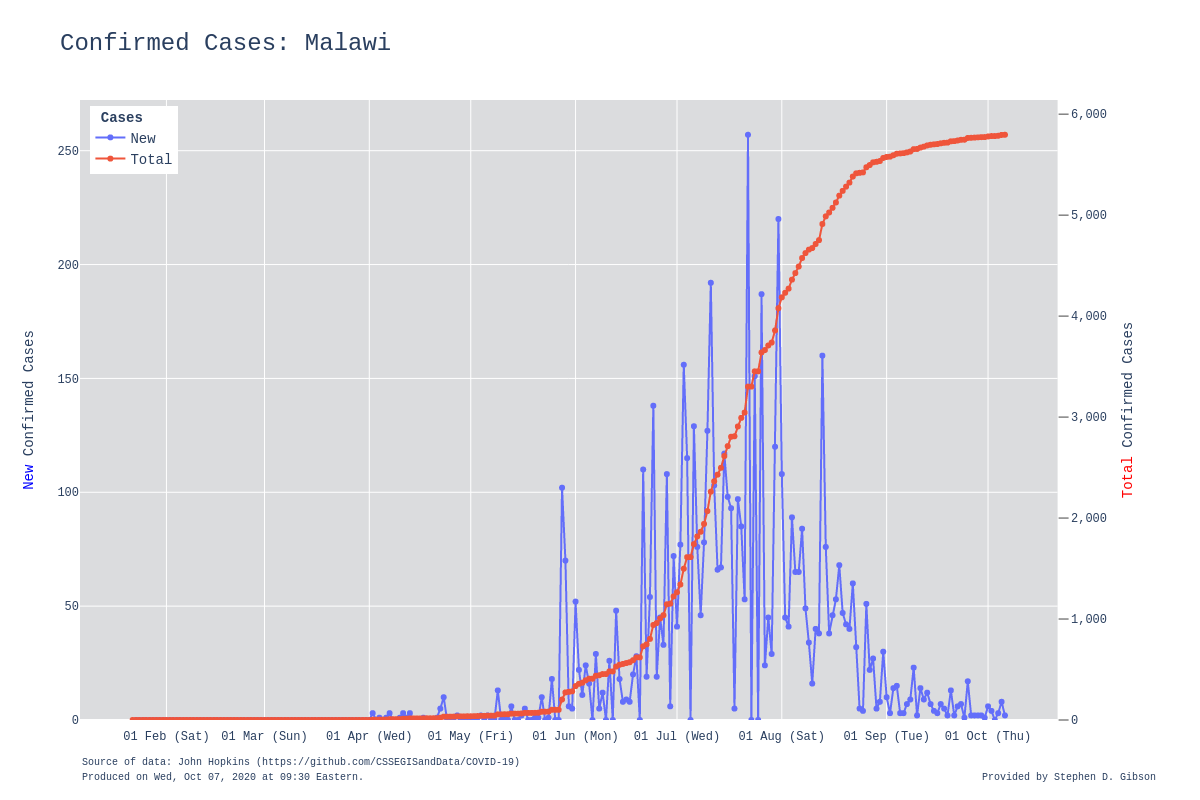 Confirmed Cases: Malawi
Cases
New
Total
250
200
150
100
50
0
6,000
5,000
4,000
3,000
2,000
1,000
0
New Confirmed Cases
Total Confirmed Cases
01 Feb (Sat) 01 Mar (Sun) 01 Apr (Wed) 01 May (Fri) 01 Jun (Mon) 01 Jul (Wed) 01 Aug (Sat) 01 Sep (Tue) 01 Oct (Thu)
Source of data: John Hopkins (https://github.com/CSSEGISandData/COVID-19)
Produced on Wed, Oct 07, 2020 at 09:30 Eastern.
Provided by Stephen D. Gibson